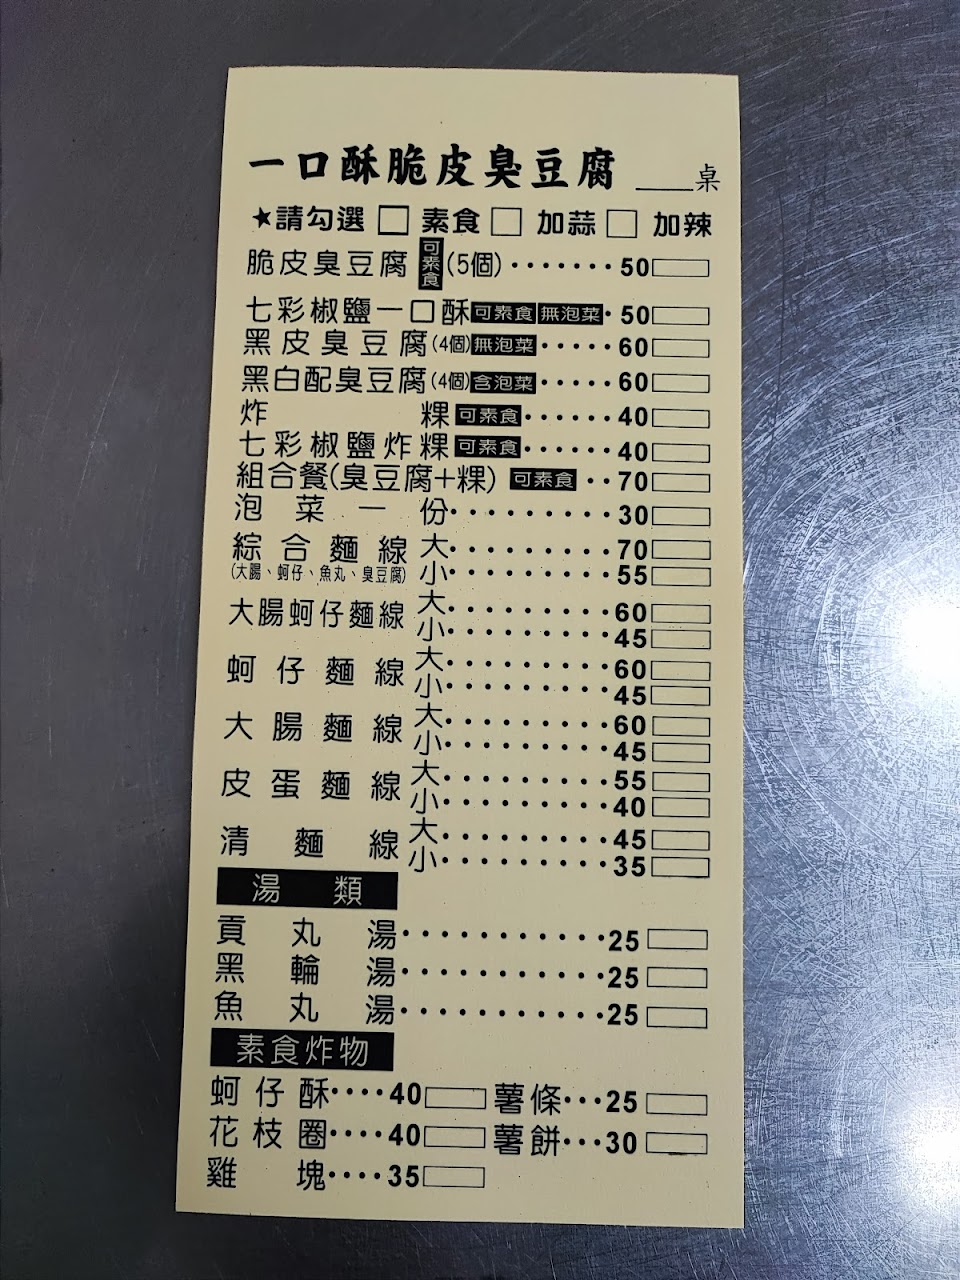 一口酥脆皮臭豆腐 ____桌
★請勾選 □ 素食 □ 加蒜 □ 加辣
脆皮臭豆腐 可素食 (5個)·······50
七彩椒鹽一口酥 可素食 無泡菜·50
黑皮臭豆腐(4個) 無泡菜·····60
黑白配臭豆腐(4個) 含泡菜·····60
炸粿 可素食······40
七彩椒鹽炸粿 可素食······40
組合餐(臭豆腐+粿) 可素食 ··70
泡菜一份·········30
綜合麵線 大·········70
(大腸、蚵仔、魚丸、臭豆腐) 小·········55
大腸蚵仔麵線 大·········60
小·········45
蚵仔麵線 大·········60
小·········45
大腸麵線 大·········60
小·········45
皮蛋麵線 大·········55
小·········40
清麵線 大·········45
小·········35
湯類
貢丸湯···········25
黑輪湯···········25
魚丸湯···········25
素食炸物
蚵仔酥····40 薯條···25
花枝圈····40 薯餅···30
雞塊····35